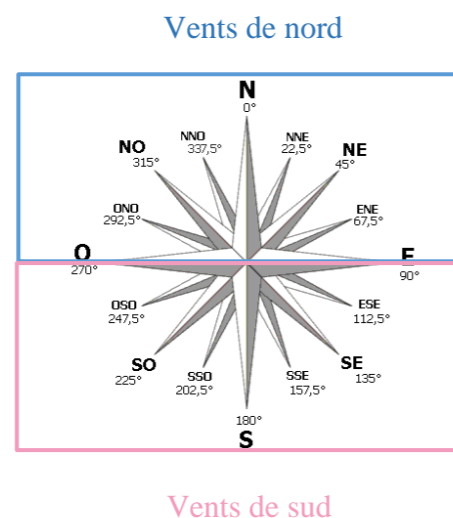 Vents de nord
N
0°
NNO
337,5°
NNE
22,5°
NO
315°
NE
45°
ONO
292,5°
ENE
67,5°
O
270°
E
90°
OSO
247,5°
ESE
112,5°
SO
225°
SE
135°
SSO
202,5°
SSE
157,5°
180°
S
Vents de sud